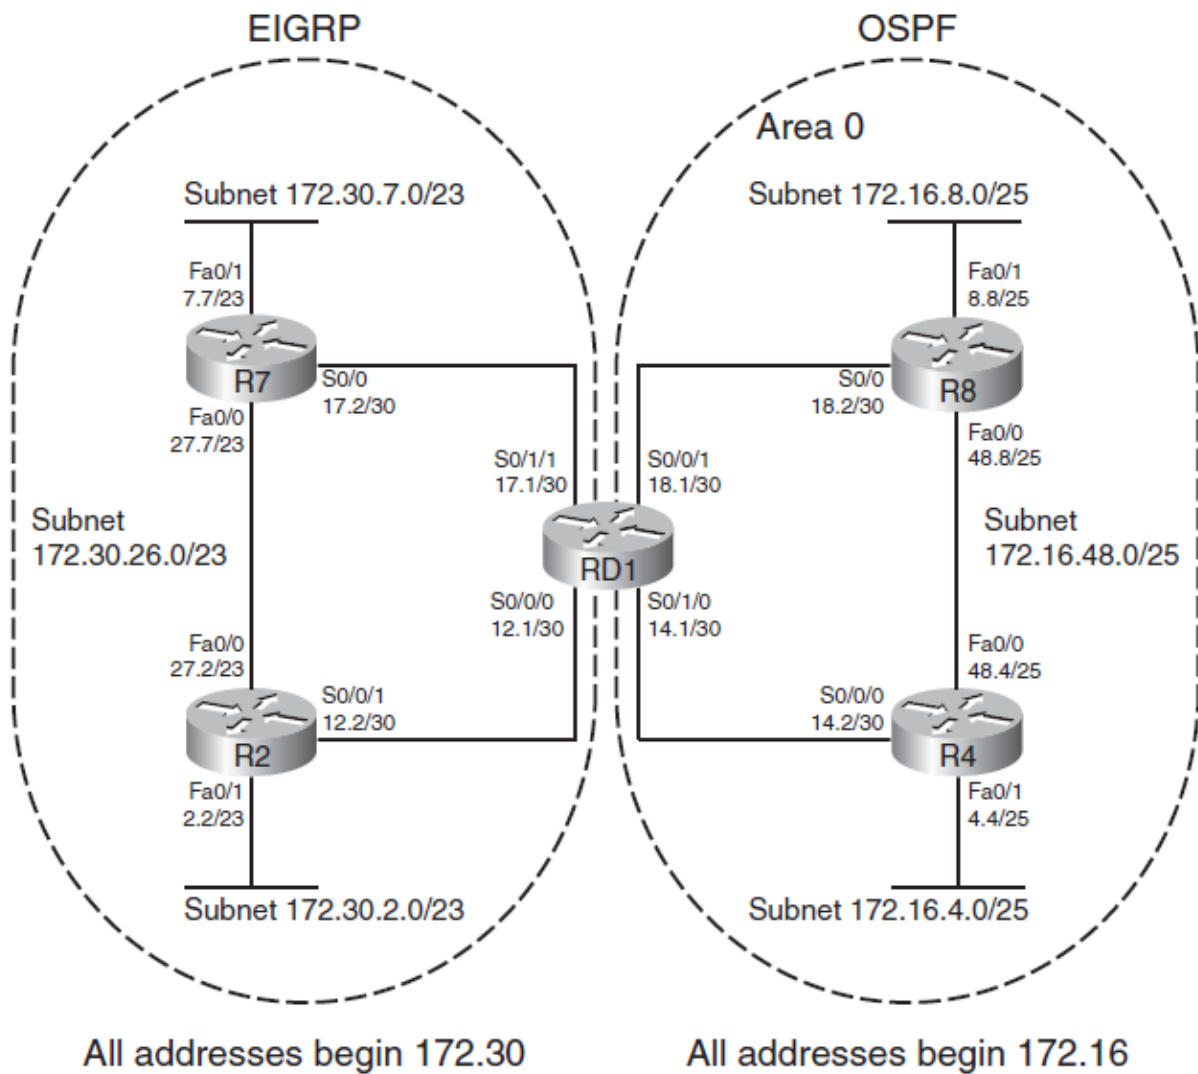 EIGRP
OSPF
Area 0
Subnet 172.30.7.0/23
Subnet 172.16.8.0/25
Fa0/1
7.7/23
Fa0/1
8.8/25
R7
S0/0
17.2/30
S0/0
18.2/30
R8
Fa0/0
27.7/23
Fa0/0
48.8/25
S0/1/1
17.1/30
S0/0/1
18.1/30
Subnet
172.30.26.0/23
RD1
Subnet
172.16.48.0/25
S0/0/0
12.1/30
S0/1/0
14.1/30
Fa0/0
27.2/23
Fa0/0
48.4/25
R2
S0/0/1
12.2/30
S0/0/0
14.2/30
R4
Fa0/1
2.2/23
Fa0/1
4.4/25
Subnet 172.30.2.0/23
Subnet 172.16.4.0/25
All addresses begin 172.30
All addresses begin 172.16